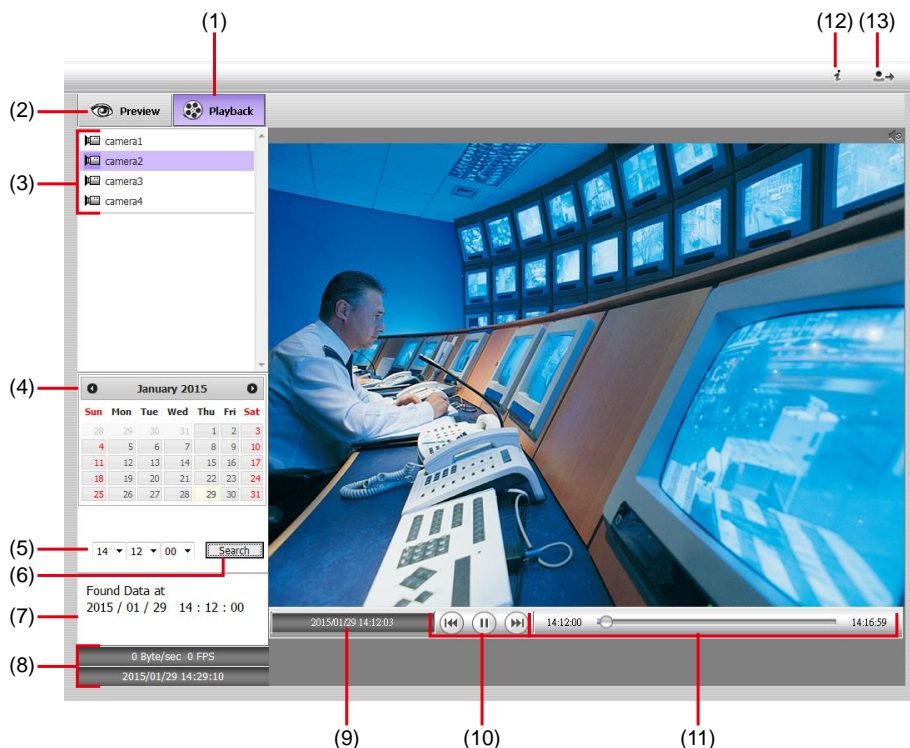 (1)
(12) (13)
i
(2) Preview Playback
camera1
camera2
(3) camera3
camera4
(4) January 2015
Sun Mon Tue Wed Thu Fri Sat
28 29 30 31 1 2 3
4 5 6 7 8 9 10
11 12 13 14 15 16 17
18 19 20 21 22 23 24
25 26 27 28 29 30 31
(5) 14 12 00 Search
(6)
Found Data at
(7) 2015 / 01 / 29 14 : 12 : 00
2015/01/29 14:12:03 14:12:00 14:16:59
(8) 0 Byte/sec 0 FPS
2015/01/29 14:29:10
(9) (10) (11)